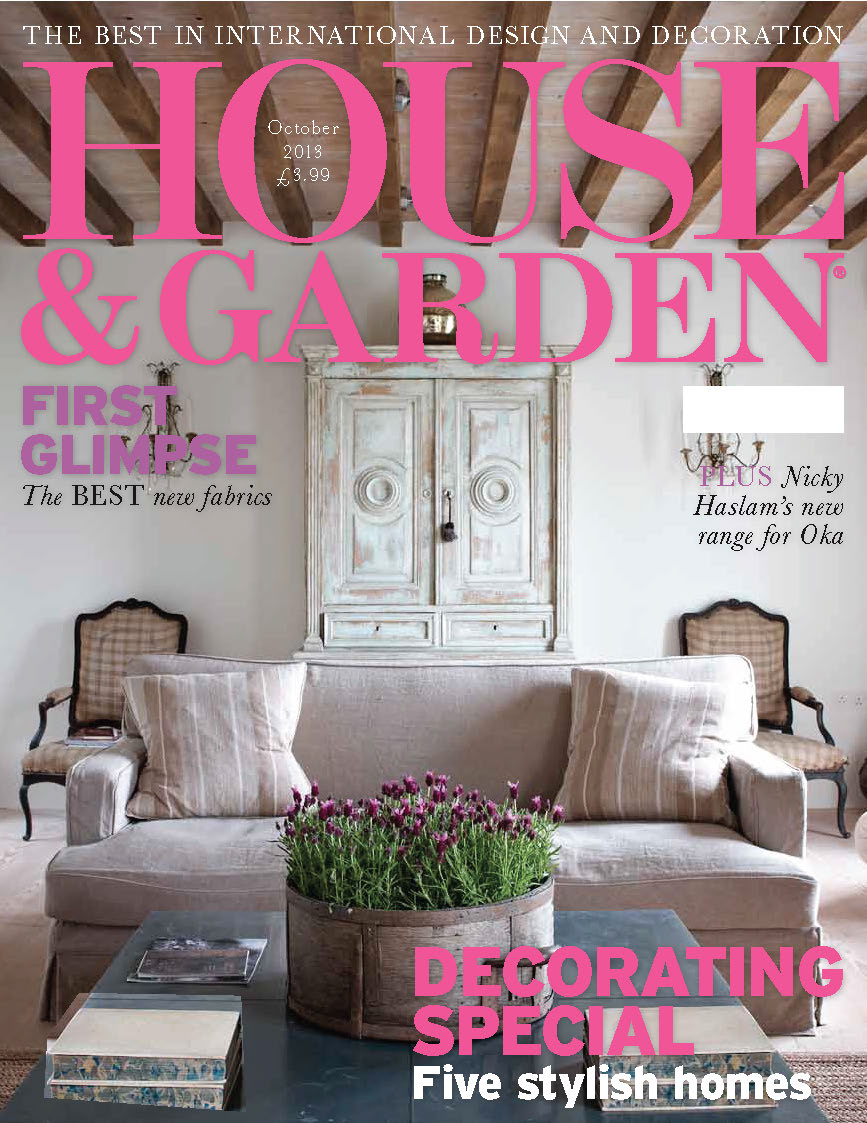 THE BEST IN INTERNATIONAL DESIGN AND DECORATION
HOUSE
October
2013
£3.99
& GARDEN®
FIRST
GLIMPSE
The BEST new fabrics
PLUS Nicky
Haslam's new
range for Oka
DECORATING
SPECIAL
Five stylish homes